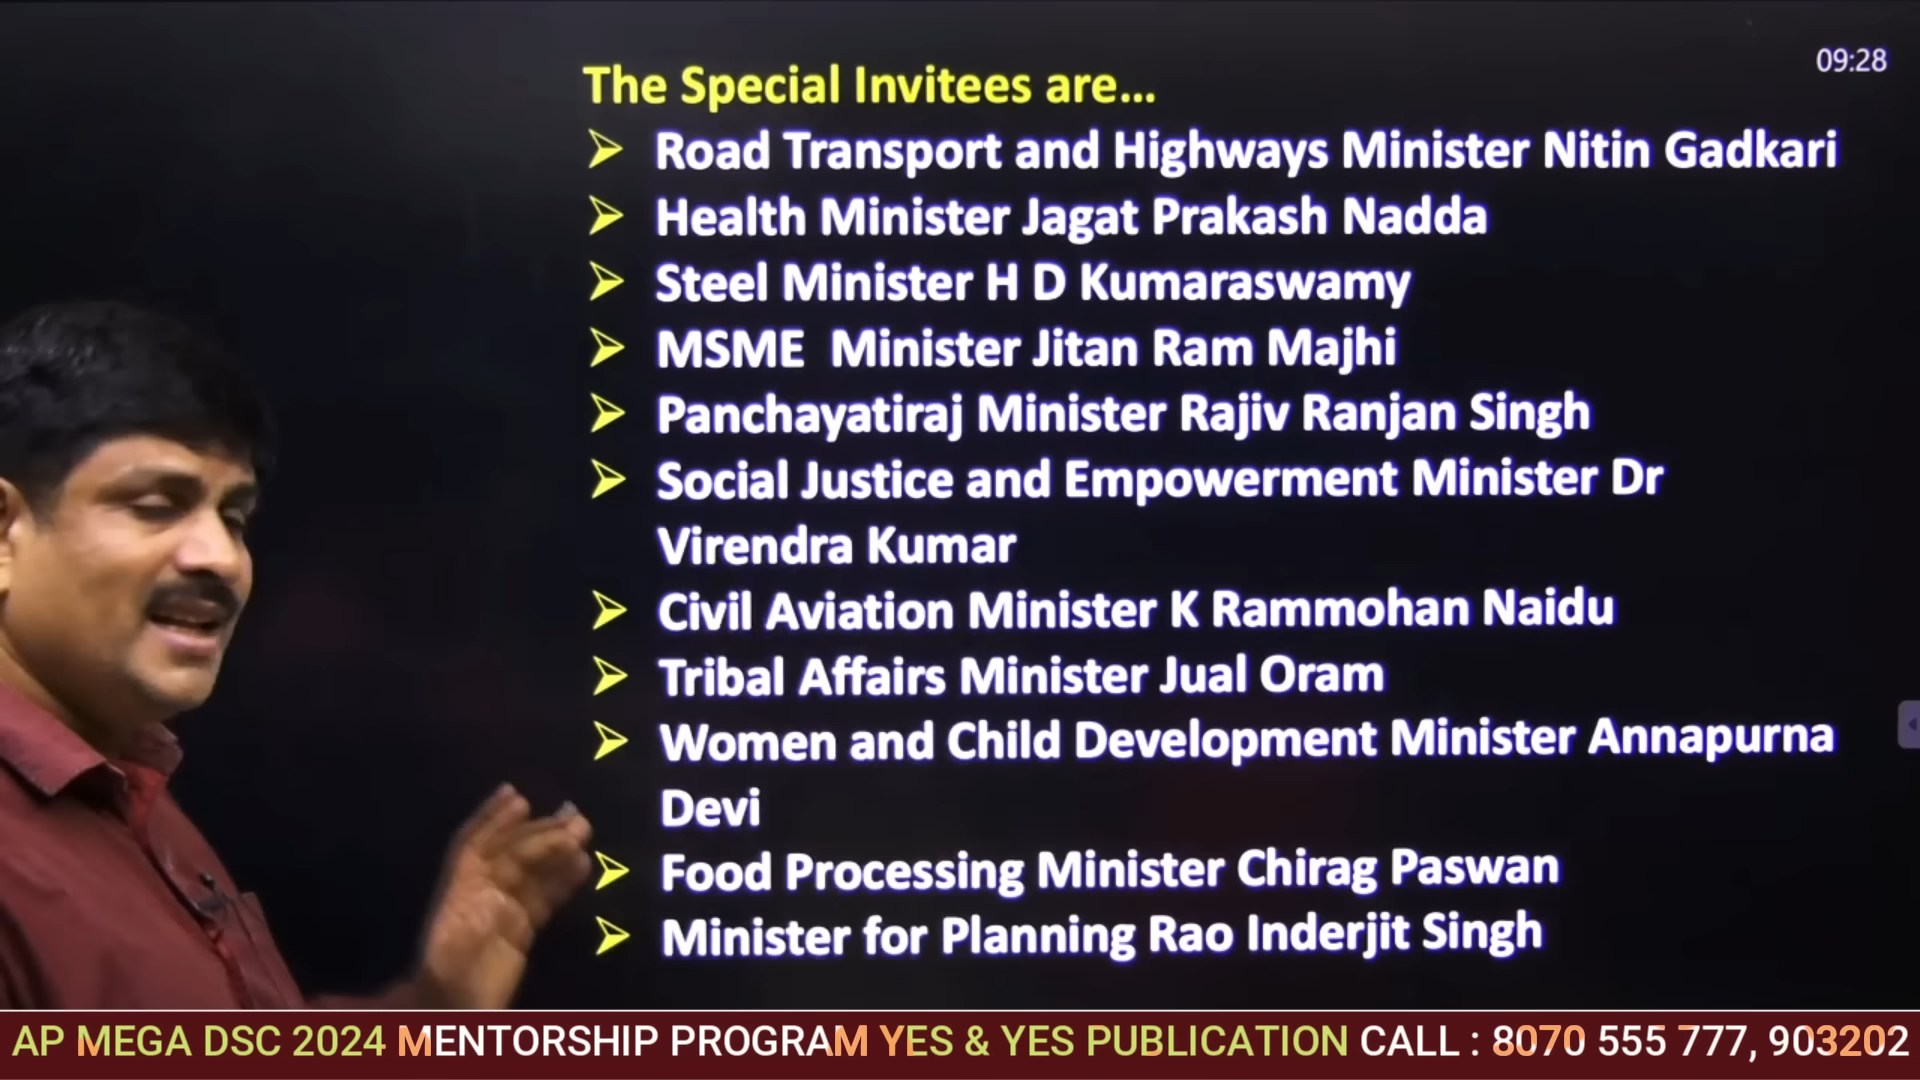 09:28
The Special Invitees are...
Road Transport and Highways Minister Nitin Gadkari
Health Minister Jagat Prakash Nadda
Steel Minister H D Kumaraswamy
MSME Minister Jitan Ram Majhi
Panchayatiraj Minister Rajiv Ranjan Singh
Social Justice and Empowerment Minister Dr
Virendra Kumar
Civil Aviation Minister K Rammohan Naidu
Tribal Affairs Minister Jual Oram
Women and Child Development Minister Annapurna
Devi
Food Processing Minister Chirag Paswan
Minister for Planning Rao Inderjit Singh
AP MEGA DSC 2024 MENTORSHIP PROGRAM YES & YES PUBLICATION CALL : 8070 555 777, 903202